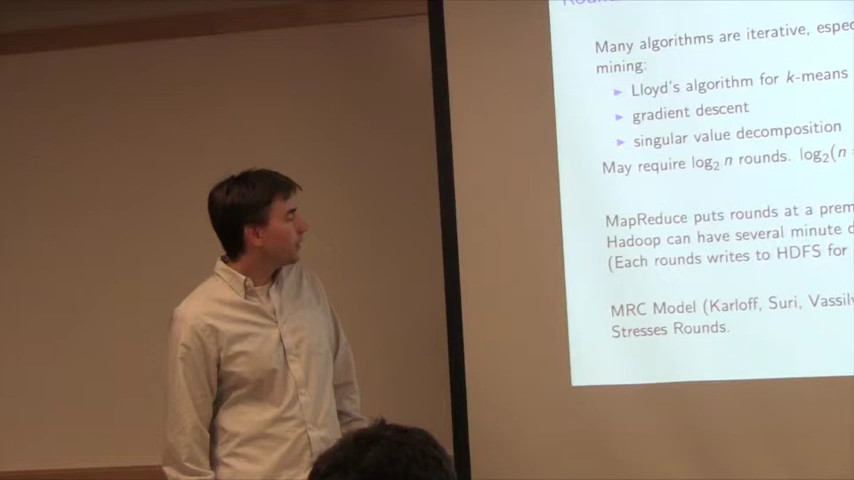 Many algorithms are iterative, espe
mining:
Lloyd's algorithm for k-means
gradient descent
singular value decomposition
May require log₂ n rounds. log₂(n
MapReduce puts rounds at a prem
Hadoop can have several minute d
(Each rounds writes to HDFS for
MRC Model (Karloff, Suri, Vassilv
Stresses Rounds.